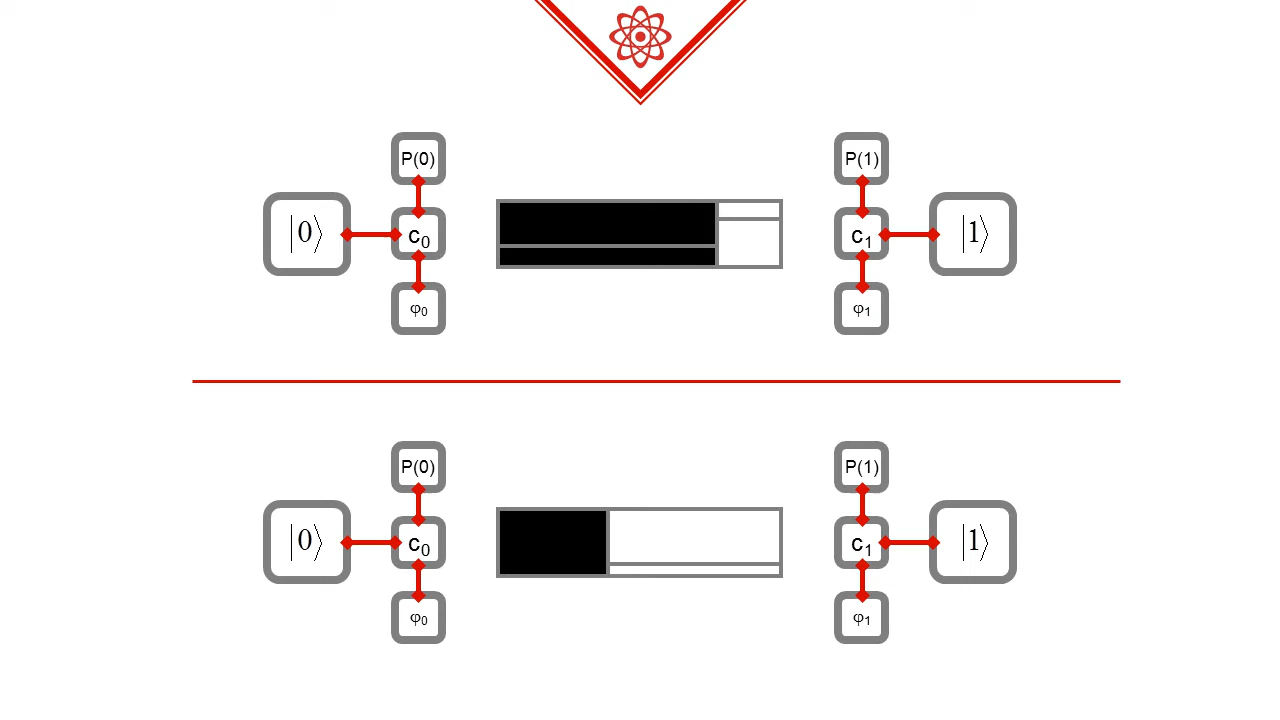 P(0) P(1)
|0⟩ c₀ c₁ |1⟩
φ₀ φ₁
P(0) P(1)
|0⟩ c₀ c₁ |1⟩
φ₀ φ₁